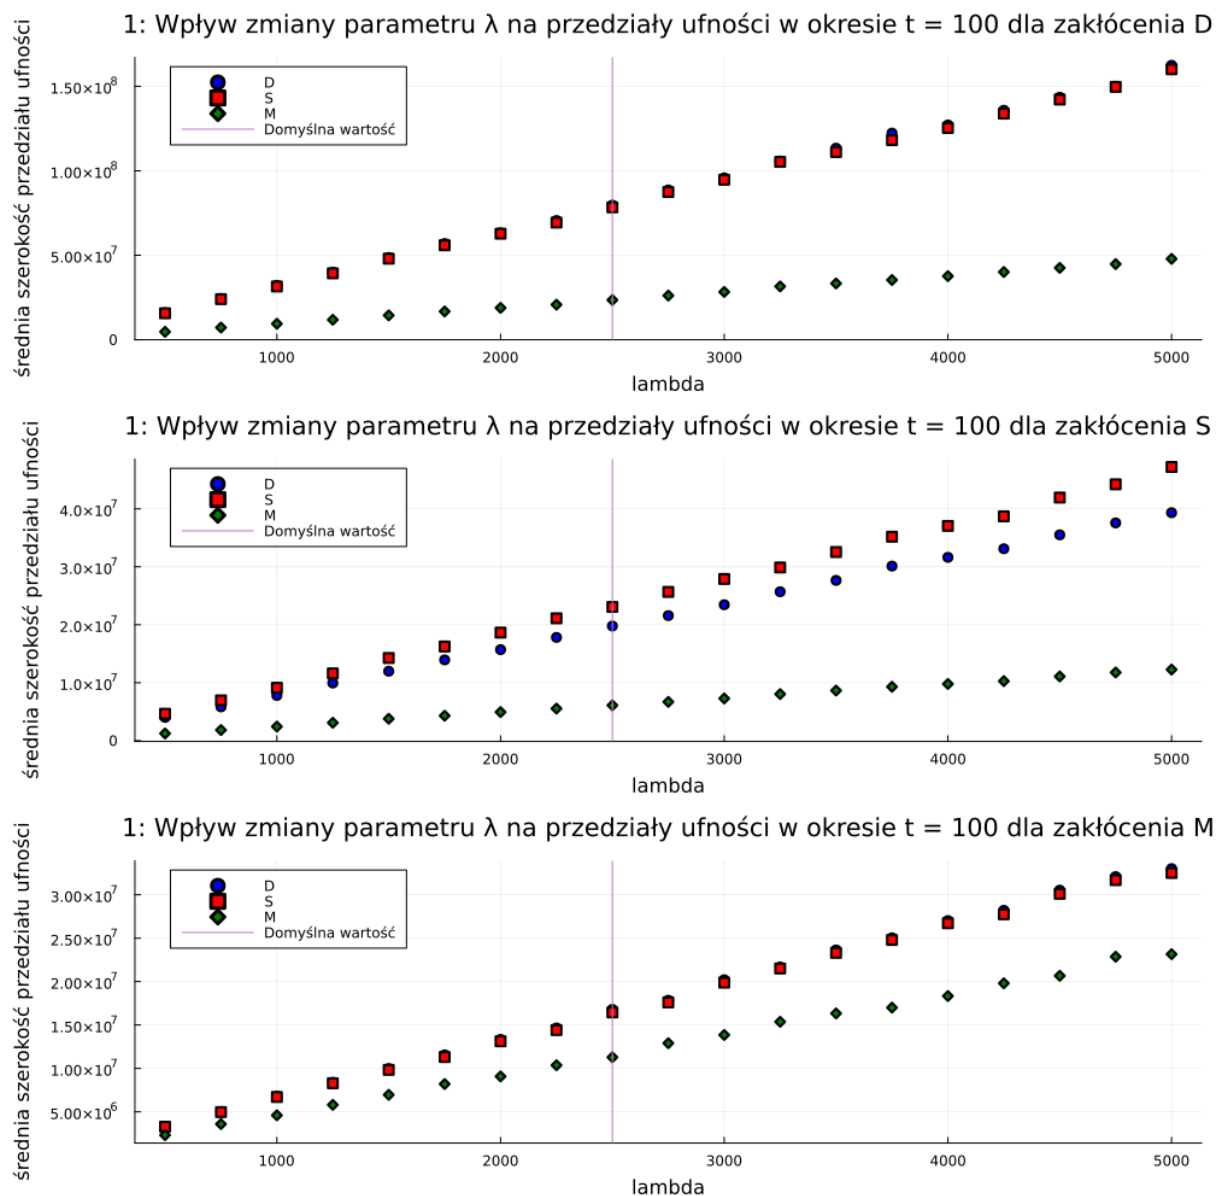 1: Wpływ zmiany parametru λ na przedziały ufności w okresie t = 100 dla zakłócenia D
średnia szerokość przedziału ufności
1.50×10⁸
1.00×10⁸
5.00×10⁷
0
D
S
M
Domyślna wartość
1000 2000 3000 4000 5000
lambda
1: Wpływ zmiany parametru λ na przedziały ufności w okresie t = 100 dla zakłócenia S
średnia szerokość przedziału ufności
4.0×10⁷
3.0×10⁷
2.0×10⁷
1.0×10⁷
0
D
S
M
Domyślna wartość
1000 2000 3000 4000 5000
lambda
1: Wpływ zmiany parametru λ na przedziały ufności w okresie t = 100 dla zakłócenia M
średnia szerokość przedziału ufności
3.00×10⁷
2.50×10⁷
2.00×10⁷
1.50×10⁷
1.00×10⁷
5.00×10⁶
D
S
M
Domyślna wartość
1000 2000 3000 4000 5000
lambda